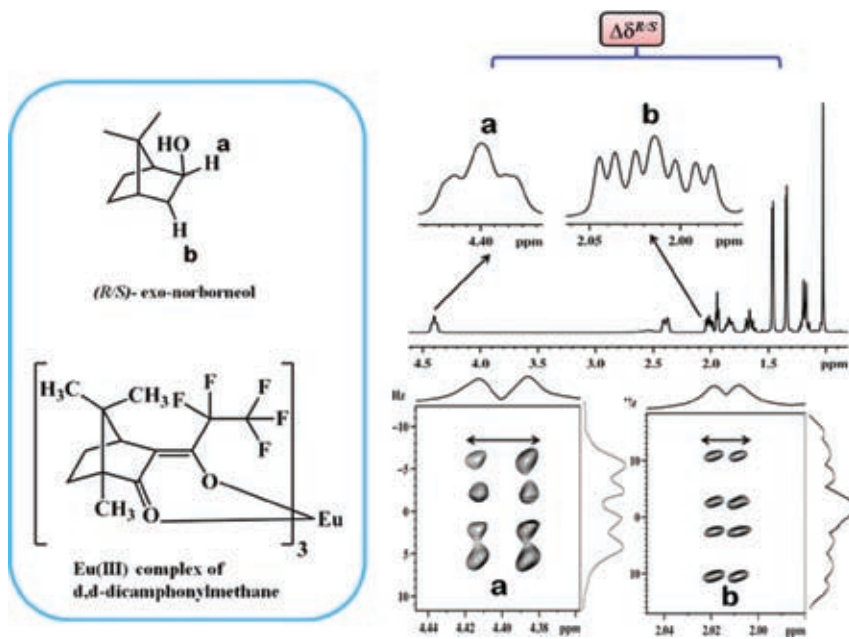 Δδ^R/S
a
b
HO
H
a
H
b
(R/S)- exo-norborneol
4.40
ppm
2.05
2.00
ppm
4.5
4.0
3.5
3.0
2.5
2.0
1.5
ppm
H₃C
CH₃
F
F
F
F
F
CH₃
O
O
Eu
3
Eu(III) complex of
d,d-dicamphonylmethane
Hz
-10
-5
0
5
10
a
4.44
4.42
4.40
4.38
ppm
10
0
10
b
2.04
2.02
2.00
ppm